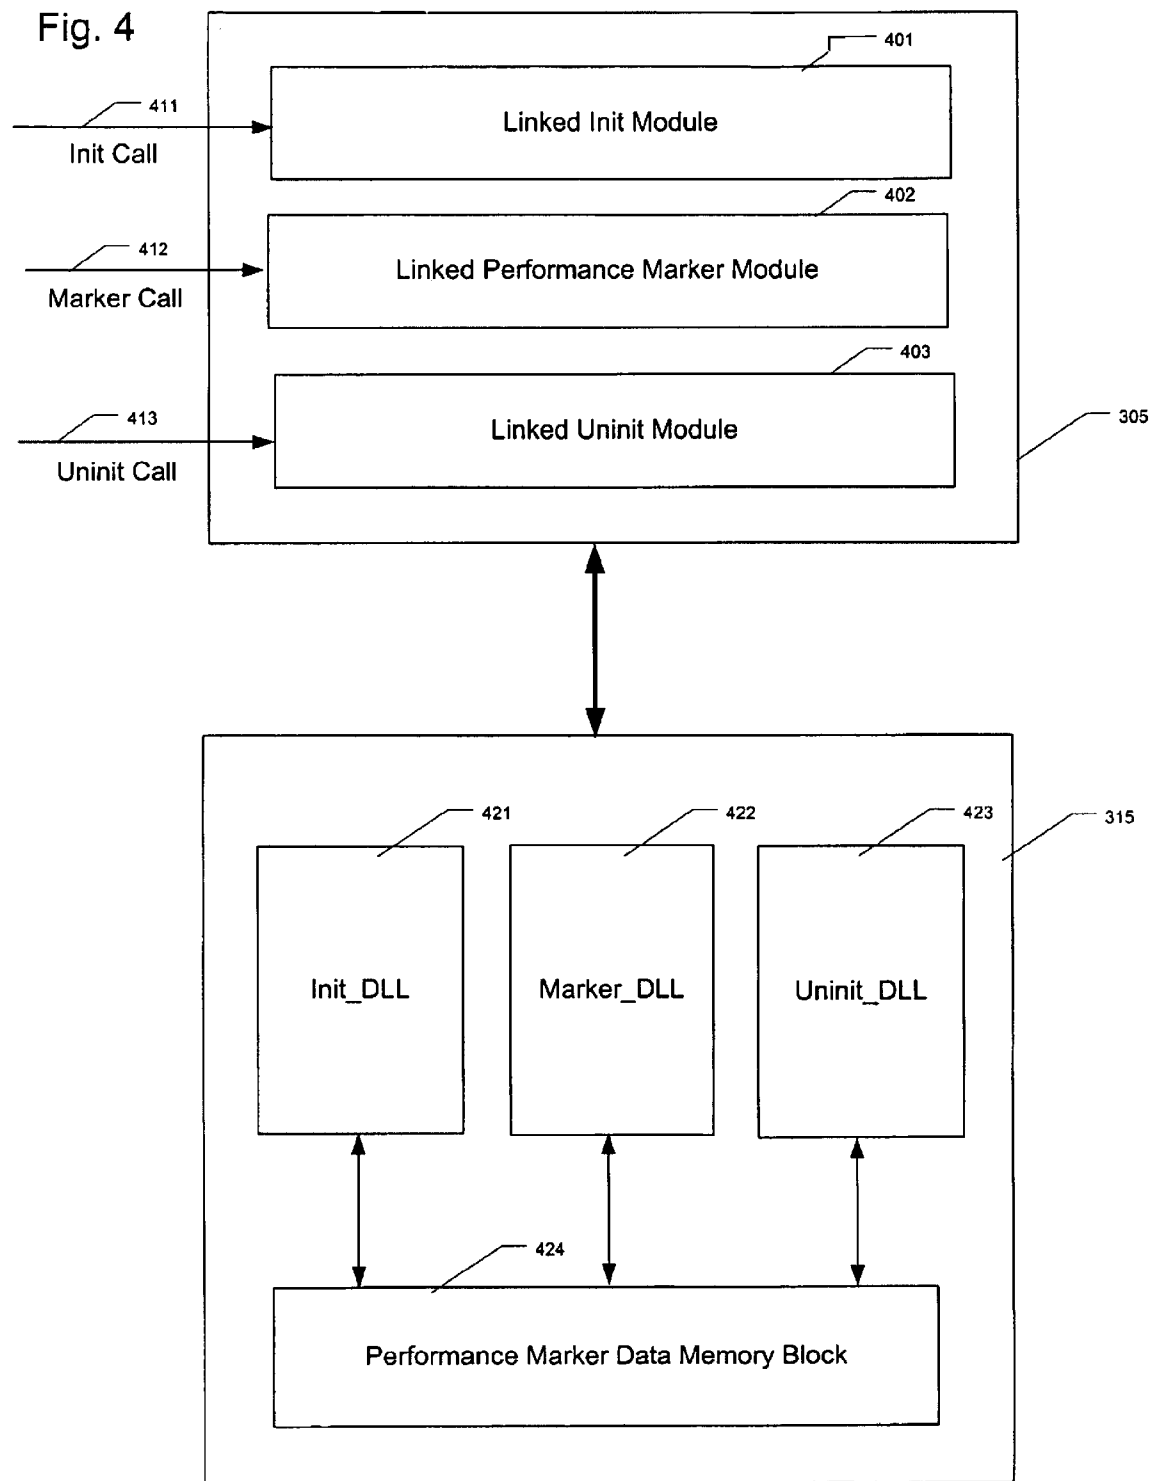 Fig. 4
401
Linked Init Module
411
Init Call
402
412
Linked Performance Marker Module
Marker Call
403
413
305
Linked Uninit Module
Uninit Call
421
422
423
315
Init_DLL
Marker_DLL
Uninit_DLL
424
Performance Marker Data Memory Block